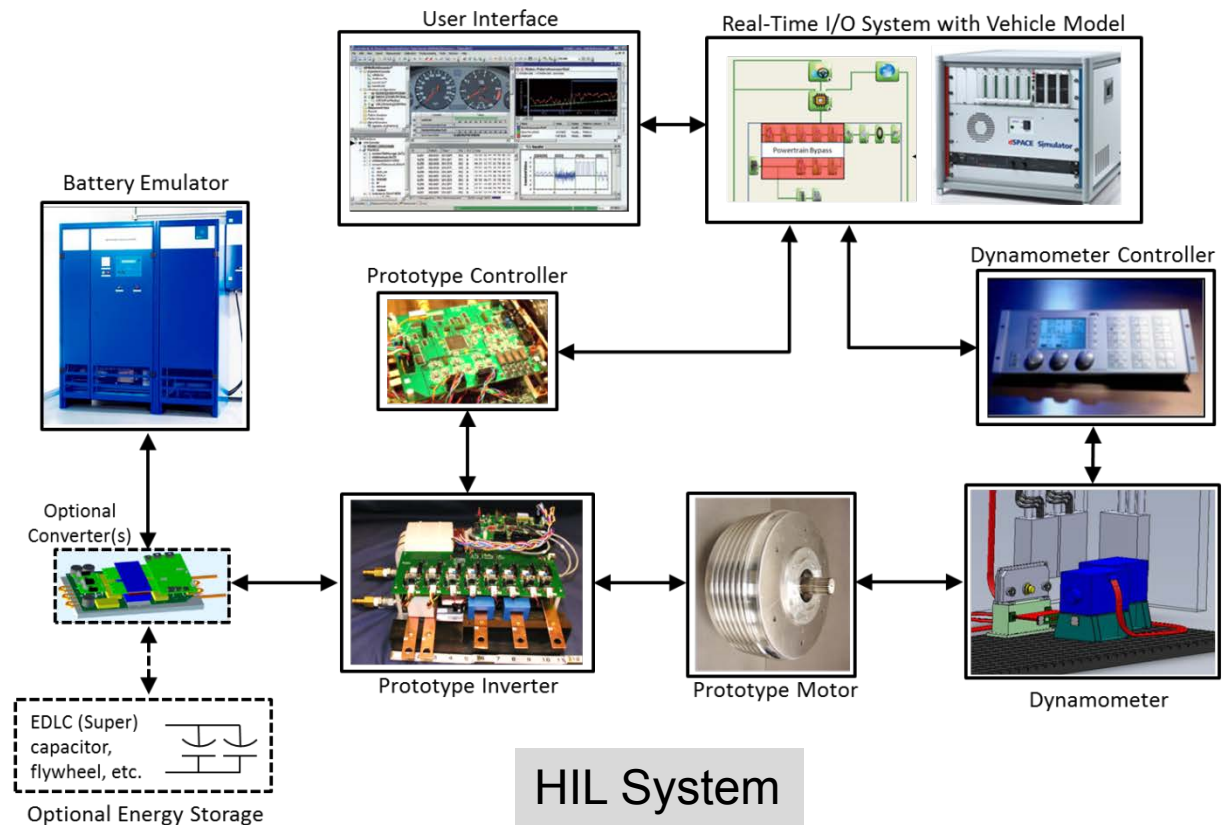 User Interface
Real-Time I/O System with Vehicle Model
Powertrain Bypass
dSPACE Simulator
Battery Emulator
Prototype Controller
Dynamometer Controller
Optional
Converter(s)
Prototype Inverter
Prototype Motor
Dynamometer
EDLC (Super)
capacitor,
flywheel, etc.
Optional Energy Storage
HIL System